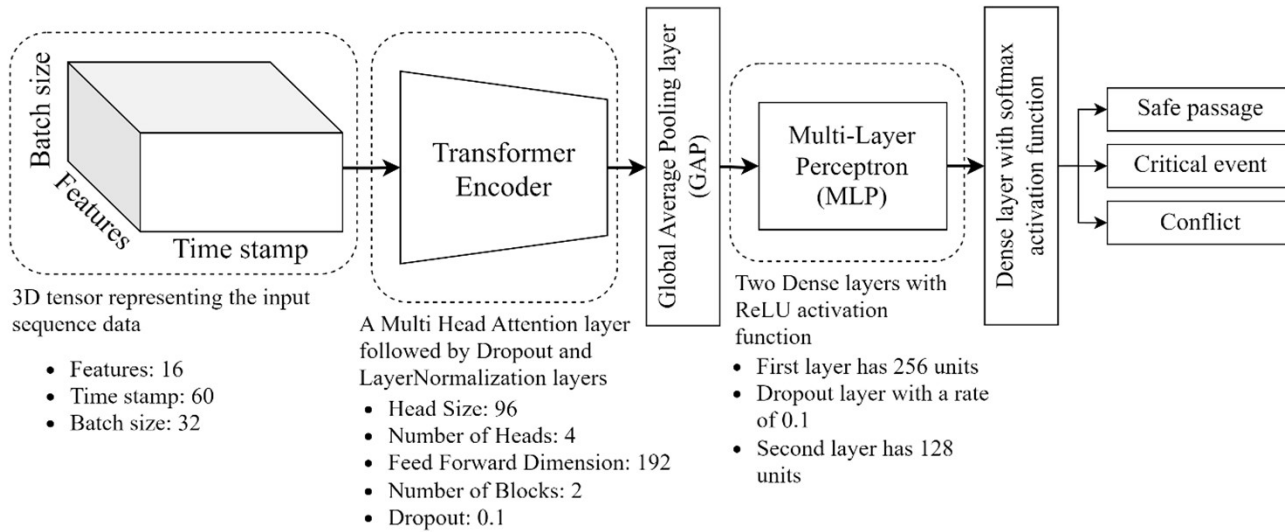 Batch size
Features
Time stamp
3D tensor representing the input
sequence data
• Features: 16
• Time stamp: 60
• Batch size: 32
Transformer
Encoder
A Multi Head Attention layer
followed by Dropout and
LayerNormalization layers
• Head Size: 96
• Number of Heads: 4
• Feed Forward Dimension: 192
• Number of Blocks: 2
• Dropout: 0.1
Global Average Pooling layer
(GAP)
Multi-Layer
Perceptron
(MLP)
Two Dense layers with
ReLU activation
function
• First layer has 256 units
• Dropout layer with a rate
of 0.1
• Second layer has 128
units
Dense layer with softmax
activation function
Safe passage
Critical event
Conflict